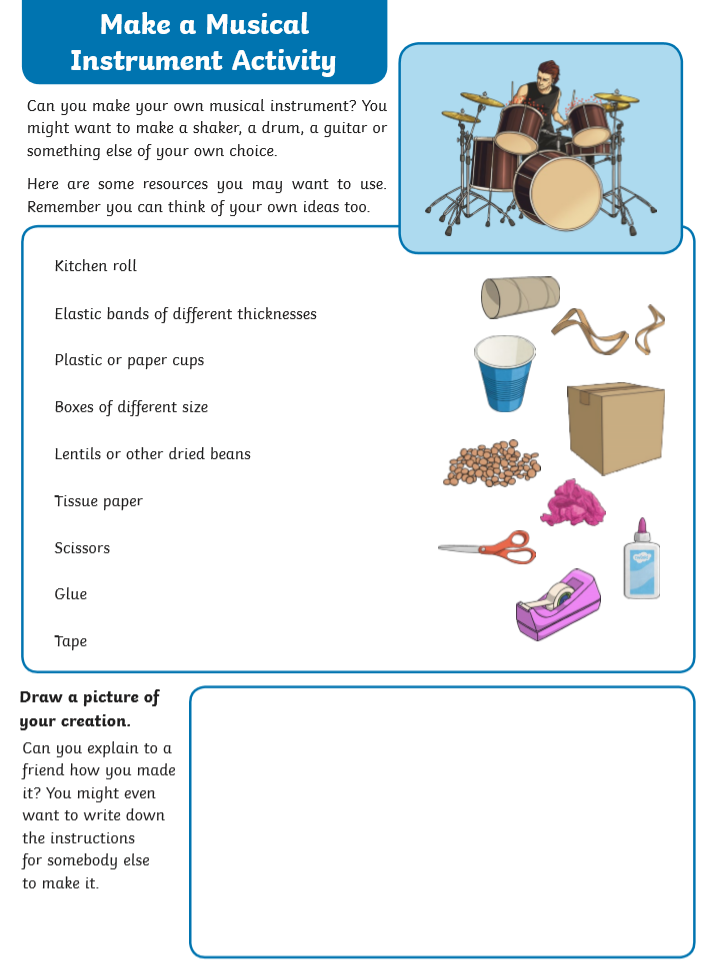 Make a Musical
Instrument Activity
Can you make your own musical instrument? You
might want to make a shaker, a drum, a guitar or
something else of your own choice.
Here are some resources you may want to use.
Remember you can think of your own ideas too.
Kitchen roll
Elastic bands of different thicknesses
Plastic or paper cups
Boxes of different size
Lentils or other dried beans
Tissue paper
Scissors
Glue
Tape
Draw a picture of
your creation.
Can you explain to a
friend how you made
it? You might even
want to write down
the instructions
for somebody else
to make it.